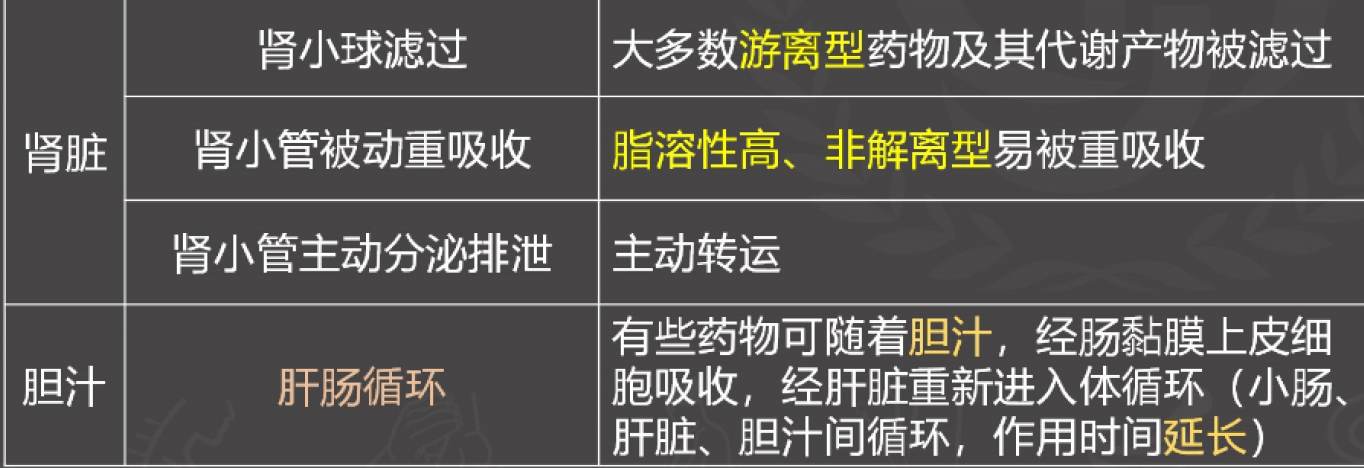 肾脏
肾小球滤过
大多数游离型药物及其代谢产物被滤过
肾小管被动重吸收
脂溶性高、非解离型易被重吸收
肾小管主动分泌排泄
主动转运
胆汁
肝肠循环
有些药物可随着胆汁，经肠黏膜上皮细
胞吸收，经肝脏重新进入体循环（小肠、
肝脏、胆汁间循环，作用时间延长）